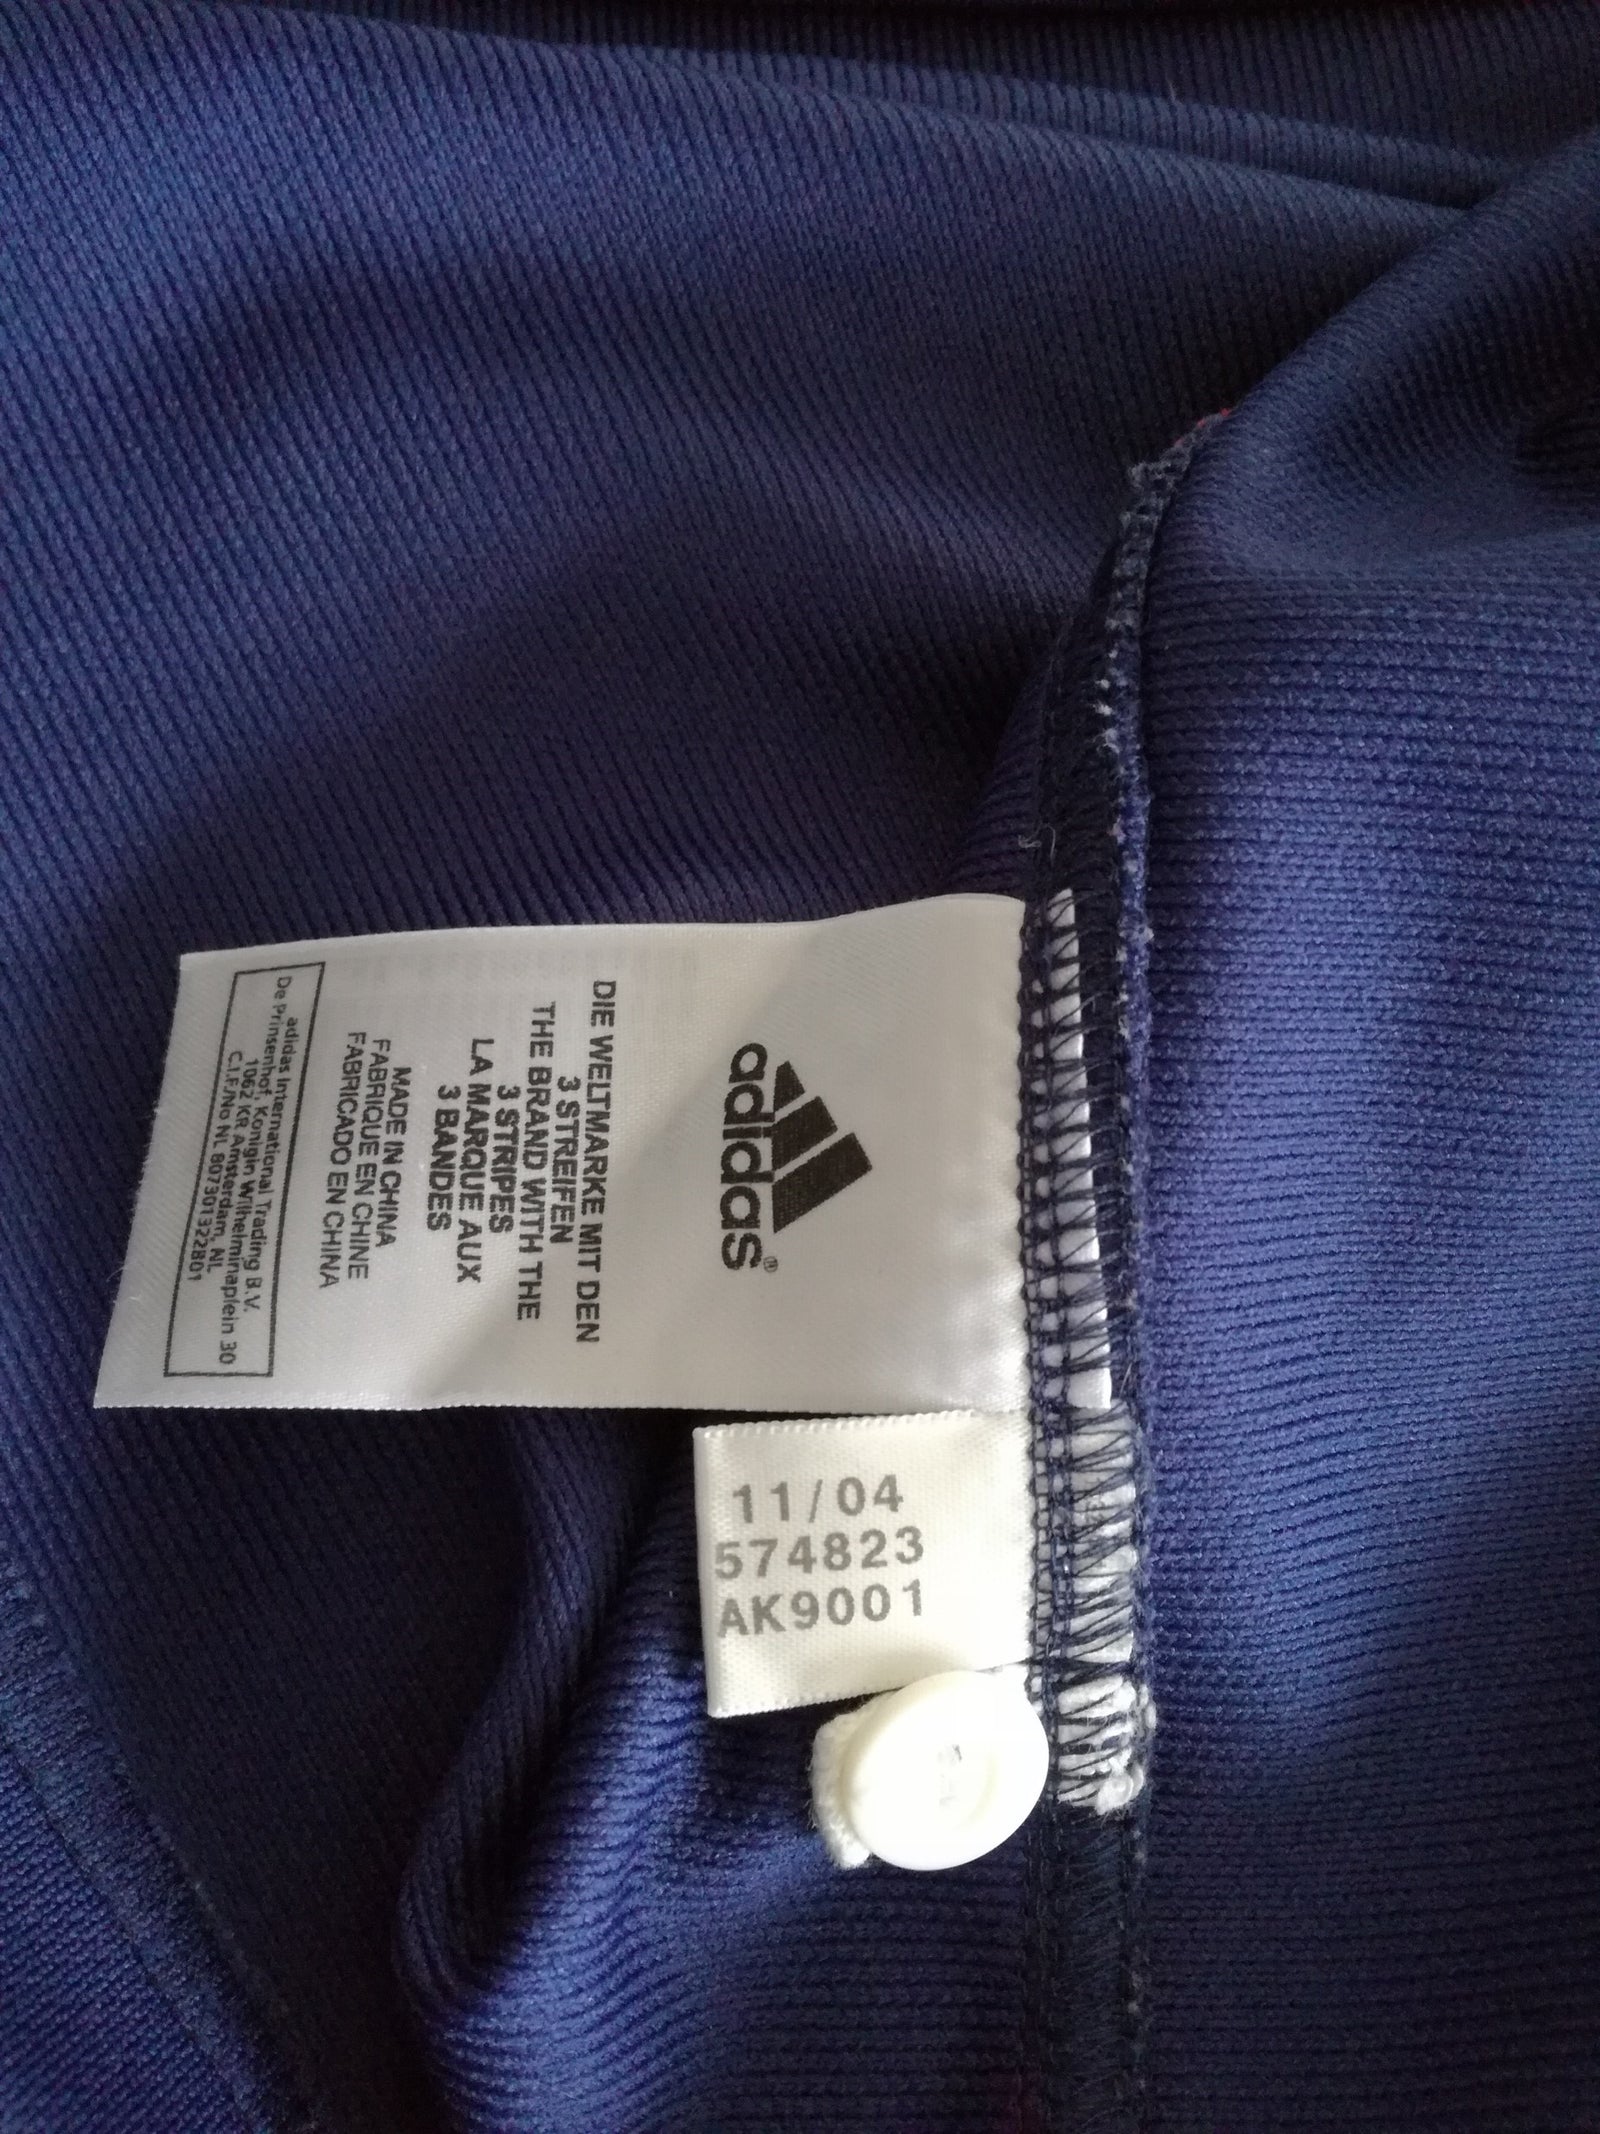 adidas®
DIE WELTMARKE MIT DEN
3 STREIFEN
THE BRAND WITH THE
3 STRIPES
LA MARQUE AUX
3 BANDES
MADE IN CHINA
FABRIQUE EN CHINE
FABRICADO EN CHINA
adidas International Trading B.V.
De Prinsenhof, Konigin Wilhelminaplein 30
1062 KR Amsterdam, NL
C.I.F/No NL 807301322B01
11/04
574823
AK9001